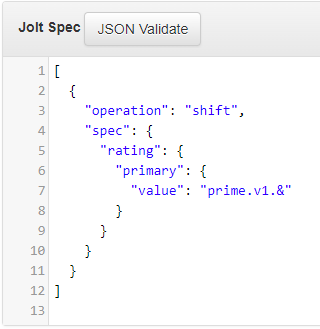 Jolt Spec JSON Validate
1 [
2   {
3     "operation": "shift",
4     "spec": {
5       "rating": {
6         "primary": {
7           "value": "prime.v1.&"
8         }
9       }
10     }
11   }
12 ]
13